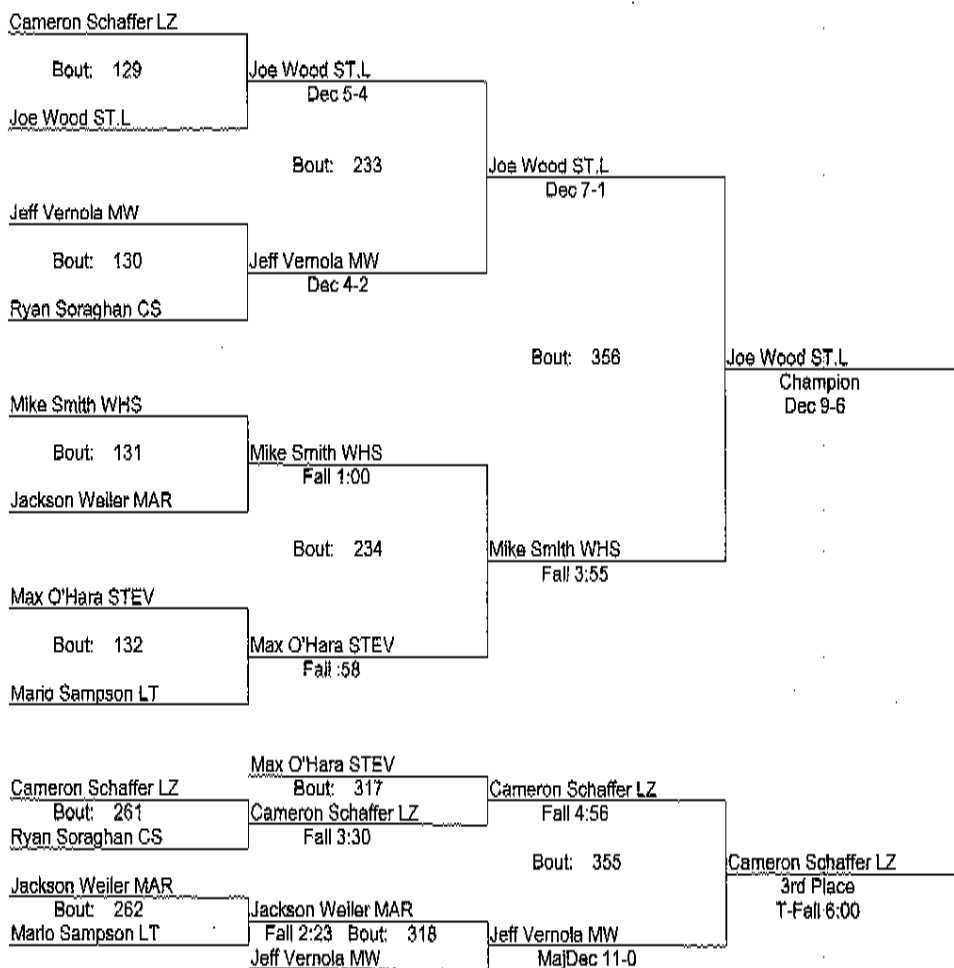 Cameron Schaffer LZ
Bout: 129
Joe Wood ST.L
Dec 5-4
Joe Wood ST.L
Bout: 233
Joe Wood ST.L
Dec 7-1
Jeff Vernola MW
Bout: 130
Jeff Vernola MW
Dec 4-2
Ryan Soraghan CS
Bout: 356
Joe Wood ST.L
Champion
Dec 9-6
Mike Smith WHS
Bout: 131
Mike Smith WHS
Fall 1:00
Jackson Weiler MAR
Bout: 234
Mike Smith WHS
Fall 3:55
Max O'Hara STEV
Bout: 132
Max O'Hara STEV
Fall :58
Mario Sampson LT
Max O'Hara STEV
Cameron Schaffer LZ
Bout: 317
Cameron Schaffer LZ
Bout: 261
Cameron Schaffer LZ
Fall 4:56
Ryan Soraghan CS
Fall 3:30
Bout: 355
Cameron Schaffer LZ
3rd Place
T-Fall 6:00
Jackson Weiler MAR
Bout: 262
Jackson Weiler MAR
Mario Sampson LT
Fall 2:23 Bout: 318
Jeff Vernola MW
Jeff Vernola MW
MajDec 11-0